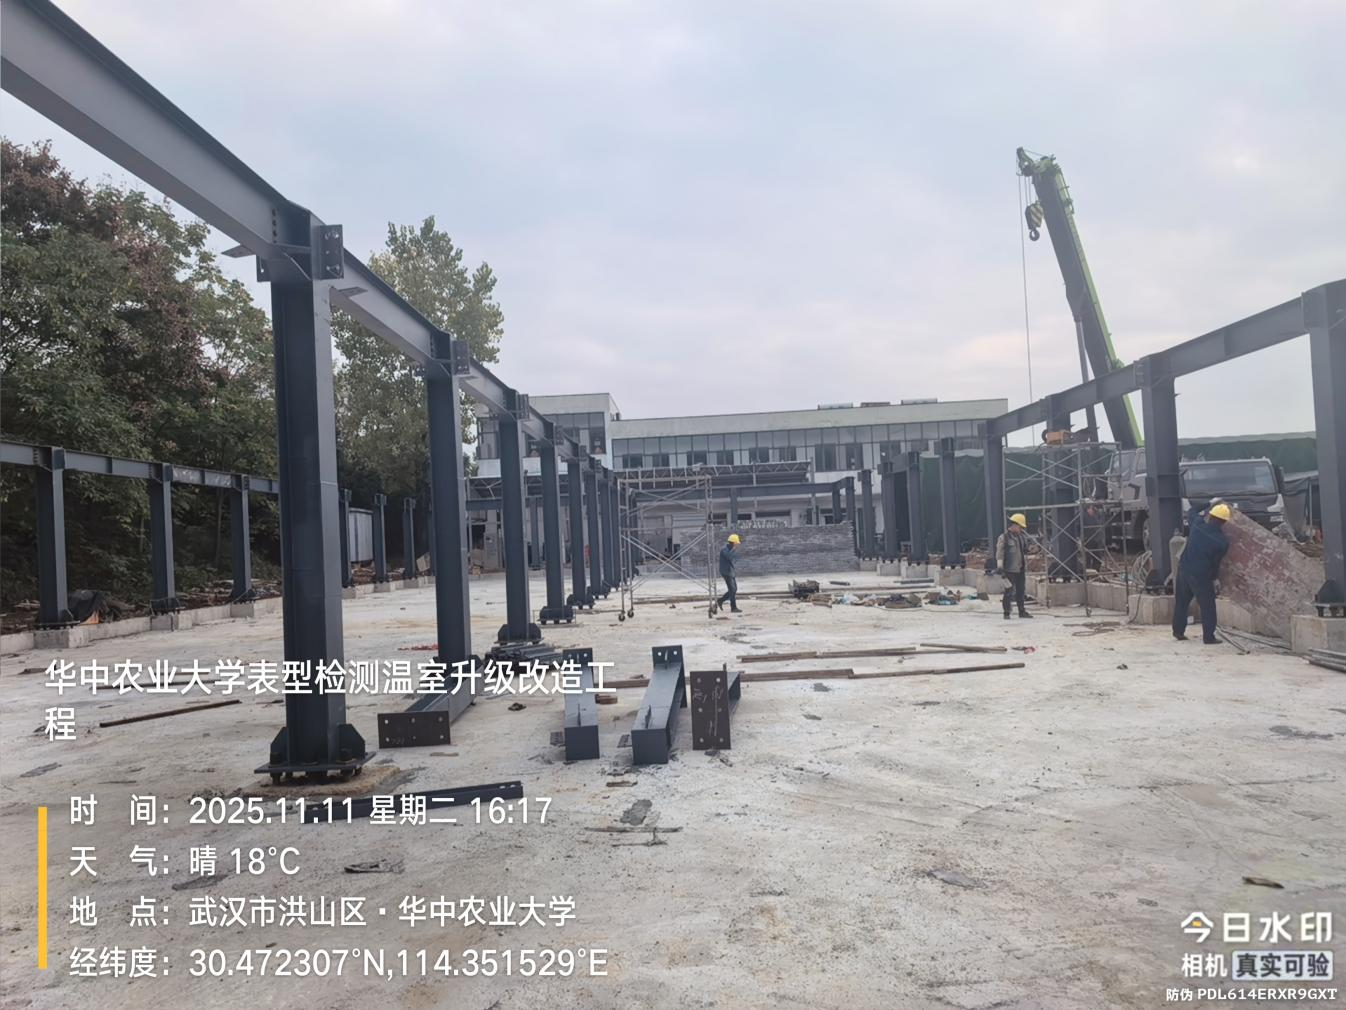 华中农业大学表型检测温室升级改造工
程
时 间：2025.11.11 星期二 16:17
天 气：晴 18°C
地 点：武汉市洪山区·华中农业大学
经纬度：30.472307°N,114.351529°E
今日水印
相机 真实可验
防伪 PDL614ERXR9GXT